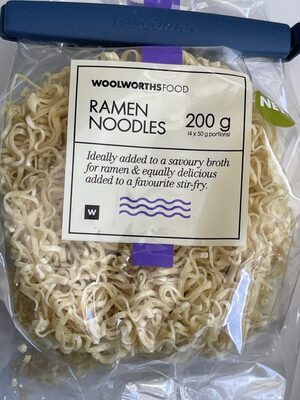 WOOLWORTHSFOOD
RAMEN
NOODLES
200 g
(4 x 50 g portions)
Ideally added to a savoury broth
for ramen & equally delicious
added to a favourite stir-fry.
W